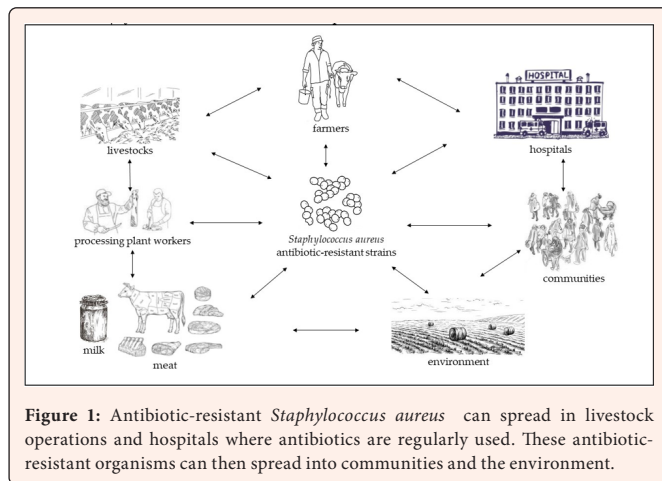 HOSPITAL
farmers
livestocks
hospitals
processing plant workers
Staphylococcus aureus
antibiotic-resistant strains
communities
milk
meat
environment
Figure 1: Antibiotic-resistant Staphylococcus aureus can spread in livestock
operations and hospitals where antibiotics are regularly used. These antibiotic-
resistant organisms can then spread into communities and the environment.